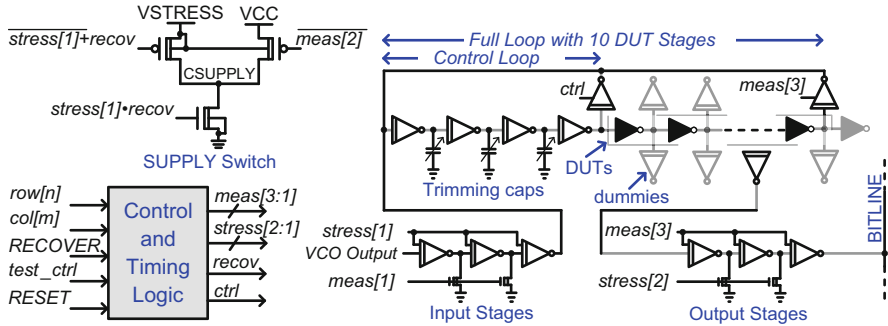 VSTRESS
VCC
stress[1]+recov
meas[2]
CSUPPLY
stress[1]•recov
SUPPLY Switch
Full Loop with 10 DUT Stages
Control Loop
ctrl
meas[3]
DUTs
Trimming caps
dummies
row[n]
col[m]
RECOVER
test_ctrl
RESET
Control
and
Timing
Logic
meas[3:1]
stress[2:1]
recov
ctrl
stress[1]
VCO Output
meas[1]
Input Stages
meas[3]
stress[2]
Output Stages
BITLINE